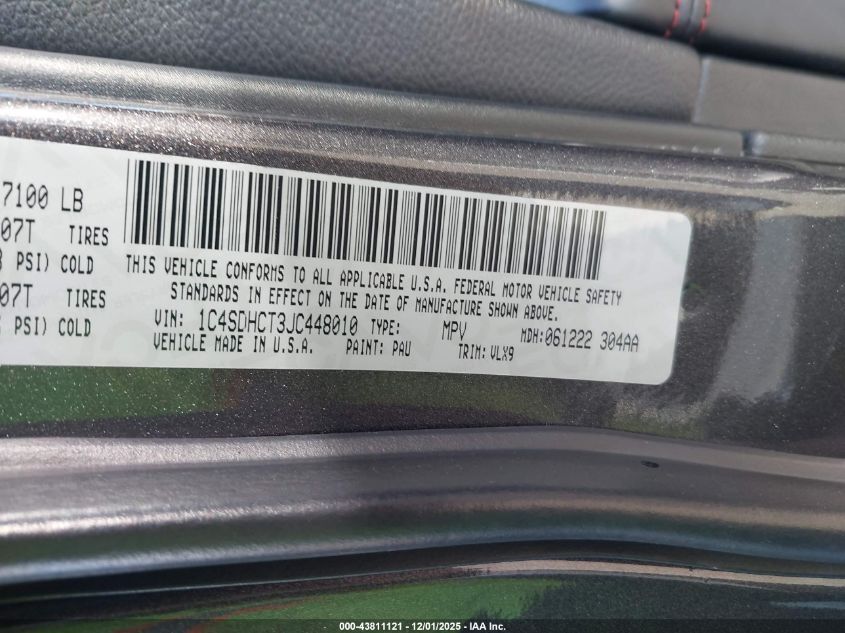 7100 LB
07T TIRES
PSI) COLD
07T TIRES
PSI) COLD
THIS VEHICLE CONFORMS TO ALL APPLICABLE U.S.A. FEDERAL MOTOR VEHICLE SAFETY
STANDARDS IN EFFECT ON THE DATE OF MANUFACTURE SHOWN ABOVE.
VIN: 1C4SDHCT3JC448010 TYPE: MPV MDH:061222 304AA
VEHICLE MADE IN U.S.A. PAINT: PAU TRIM: VLX9
000-43811121 - 12/01/2025 - IAA Inc.